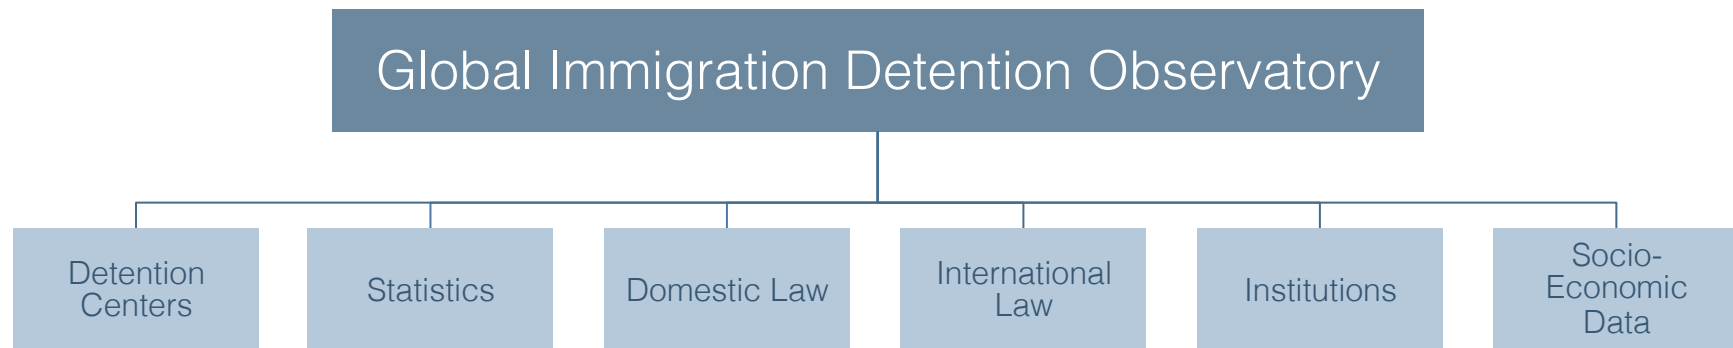 Global Immigration Detention Observatory
Detention
Centers
Statistics
Domestic Law
International
Law
Institutions
Socio-
Economic
Data